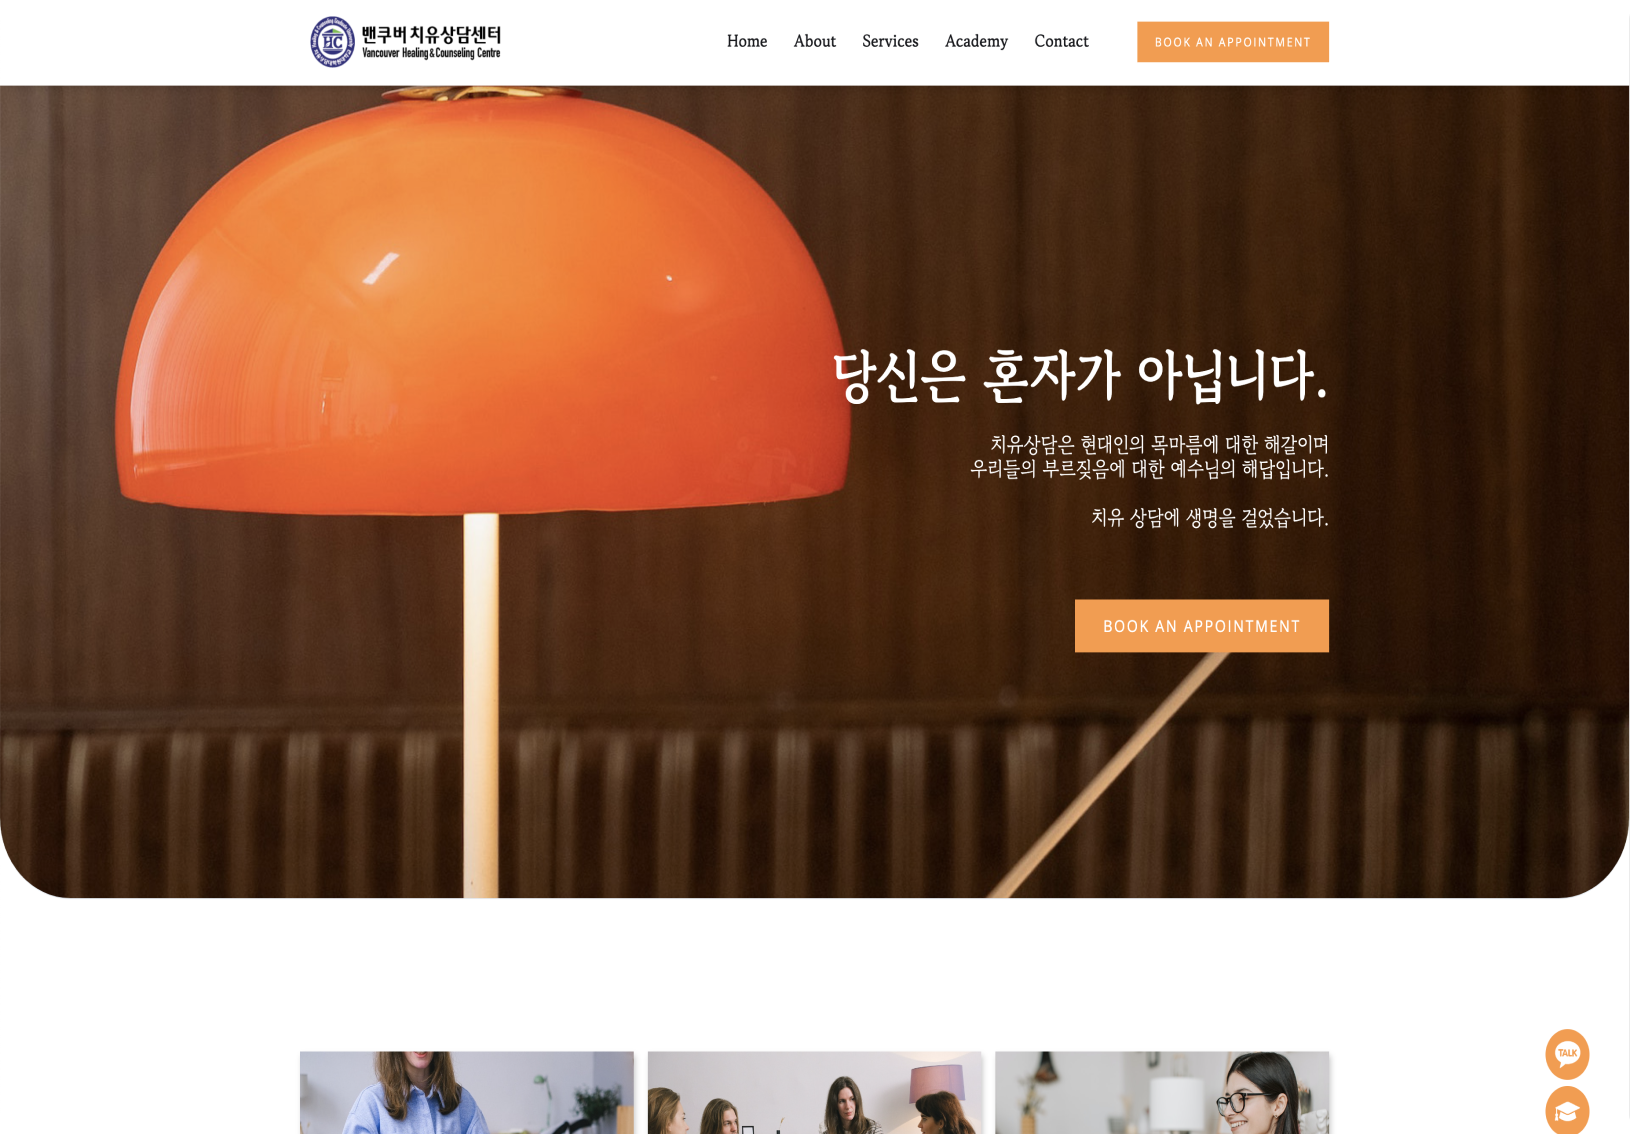 HC
밴쿠버 치유상담센터
Vancouver Healing & Counseling Centre
Home
About
Services
Academy
Contact
BOOK AN APPOINTMENT
당신은 혼자가 아닙니다.
치유상담은 현대인의 목마름에 대한 해갈이며
우리들의 부르짖음에 대한 예수님의 해답입니다.
치유 상담에 생명을 걸었습니다.
BOOK AN APPOINTMENT
TALK